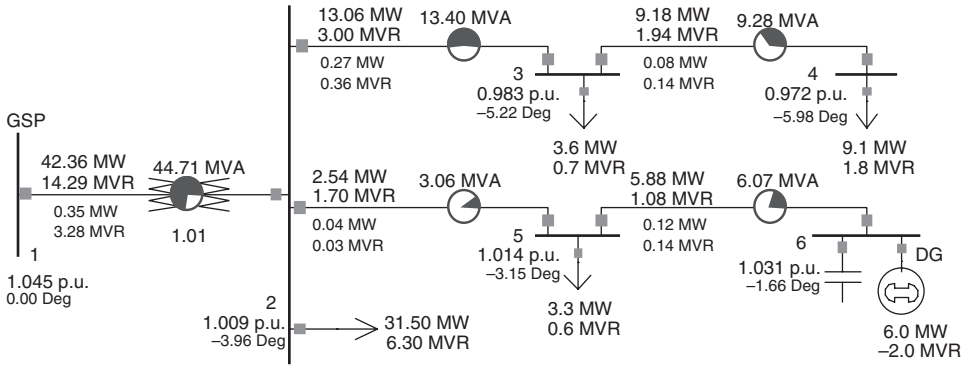 13.06 MW
3.00 MVR
13.40 MVA
0.27 MW
0.36 MVR
9.18 MW
1.94 MVR
9.28 MVA
0.08 MW
0.14 MVR
3
0.983 p.u.
–5.22 Deg
3.6 MW
0.7 MVR
4
0.972 p.u.
–5.98 Deg
9.1 MW
1.8 MVR
GSP
42.36 MW
14.29 MVR
44.71 MVA
0.35 MW
3.28 MVR
1.01
1
1.045 p.u.
0.00 Deg
2.54 MW
1.70 MVR
3.06 MVA
0.04 MW
0.03 MVR
5.88 MW
1.08 MVR
6.07 MVA
0.12 MW
0.14 MVR
5
1.014 p.u.
–3.15 Deg
3.3 MW
0.6 MVR
6
1.031 p.u.
–1.66 Deg
DG
6.0 MW
–2.0 MVR
2
1.009 p.u.
–3.96 Deg
31.50 MW
6.30 MVR